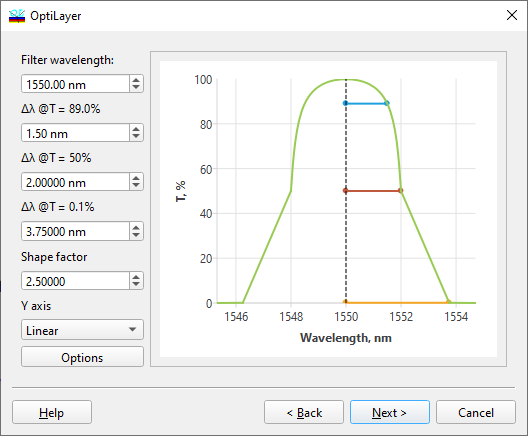 OptiLayer
Filter wavelength:
1550.00 nm
Δλ @T = 89.0%
1.50 nm
Δλ @T = 50%
2.00000 nm
Δλ @T = 0.1%
3.75000 nm
Shape factor
2.50000
Y axis
Linear
Options
T, %
100
80
60
40
20
0
1546 1548 1550 1552 1554
Wavelength, nm
Help
< Back
Next >
Cancel